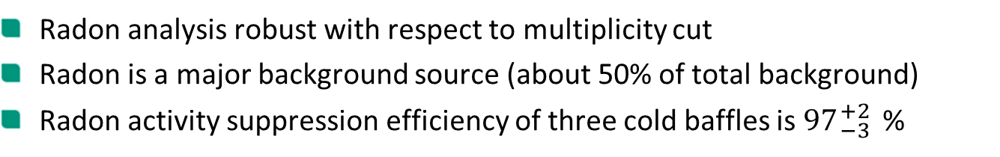 Radon analysis robust with respect to multiplicity cut
Radon is a major background source (about 50% of total background)
Radon activity suppression efficiency of three cold baffles is 97 +2 −3 %